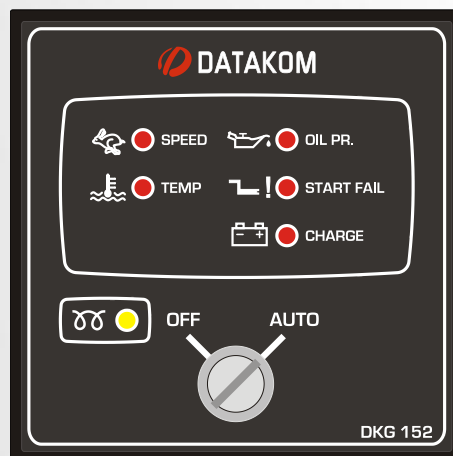 DATAKOM
SPEED OIL PR.
TEMP START FAIL
CHARGE
OFF AUTO
DKG 152